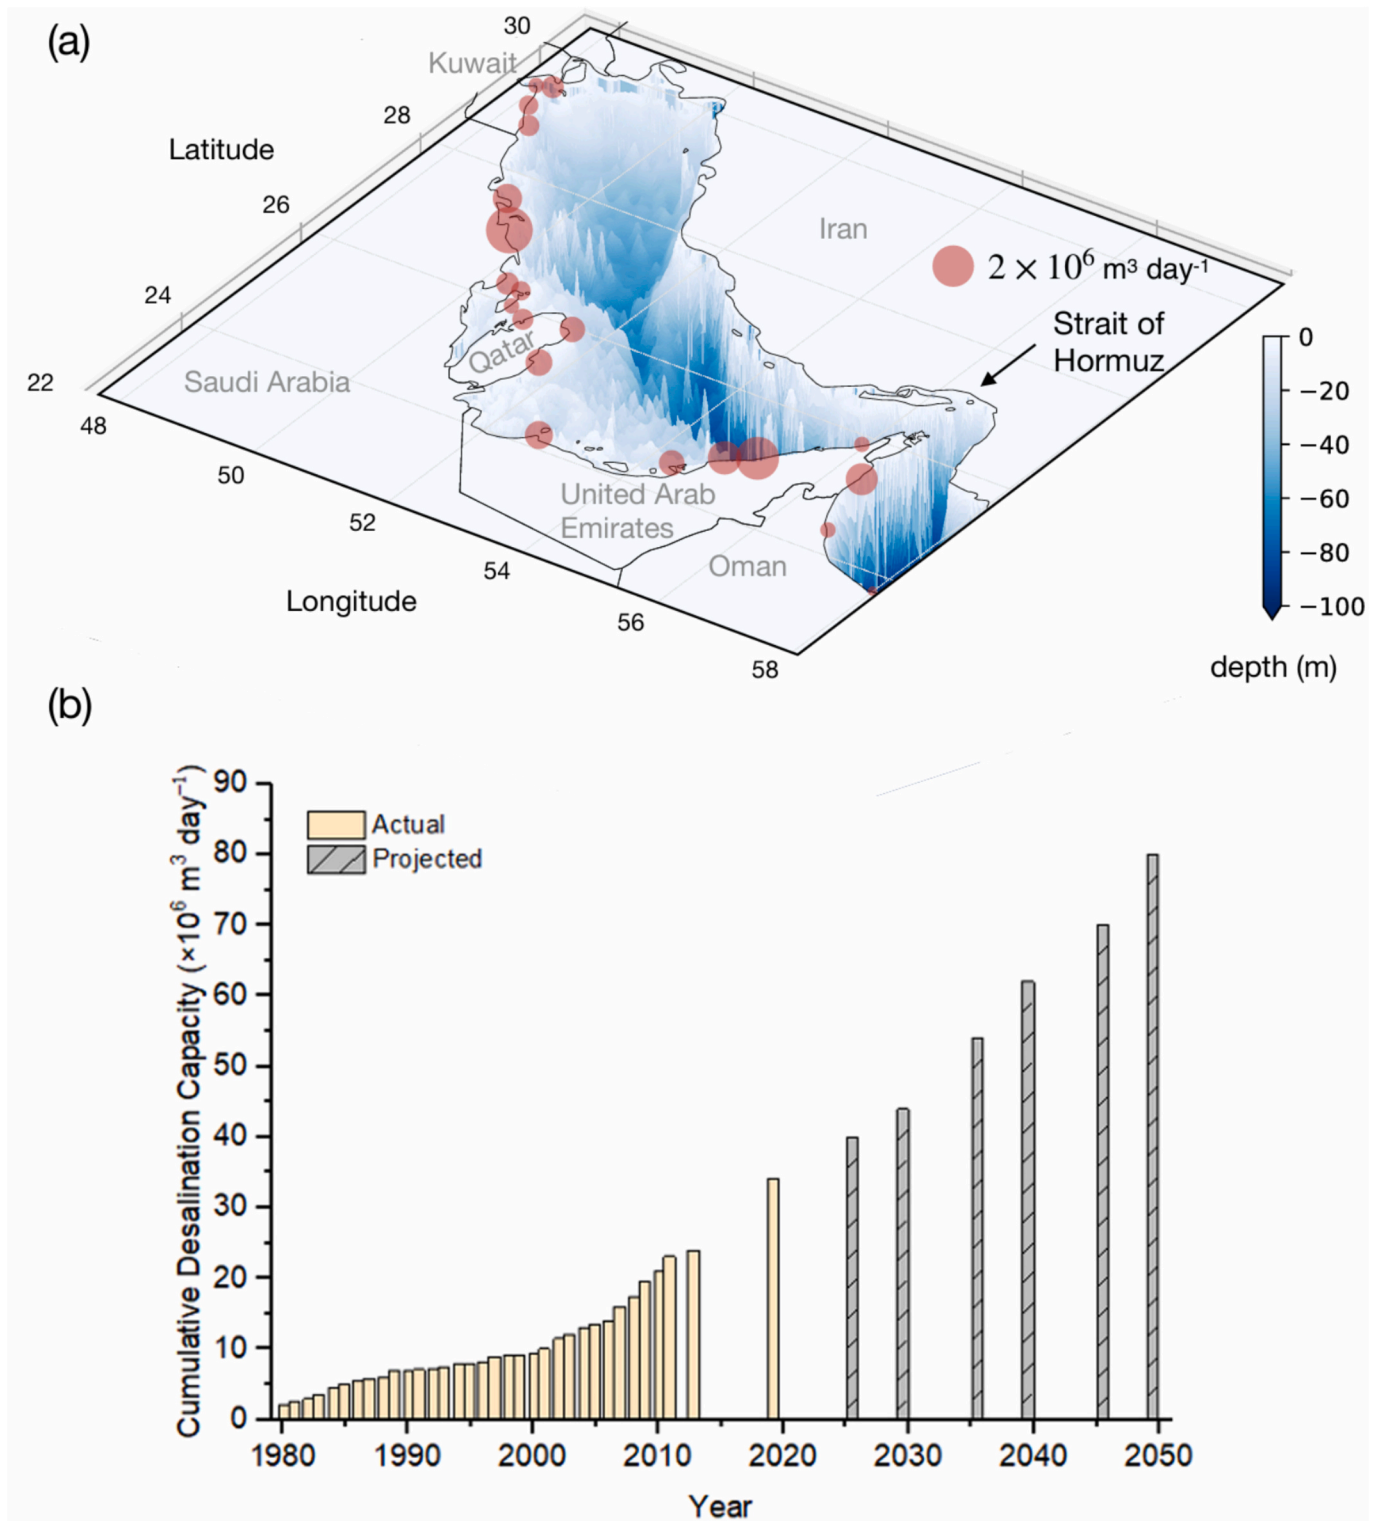 (a)
30
Kuwait
28
Latitude
26
Iran
2 × 10⁶ m³ day⁻¹
24
Strait of
Hormuz
Qatar
Saudi Arabia
22
48
50
52
54
56
58
United Arab
Emirates
Oman
Longitude
0
−20
−40
−60
−80
−100
depth (m)
(b)
Cumulative Desalination Capacity (×10⁶ m³ day⁻¹)
90
80
70
60
50
40
30
20
10
0
Actual
Projected
1980 1990 2000 2010 2020 2030 2040 2050
Year